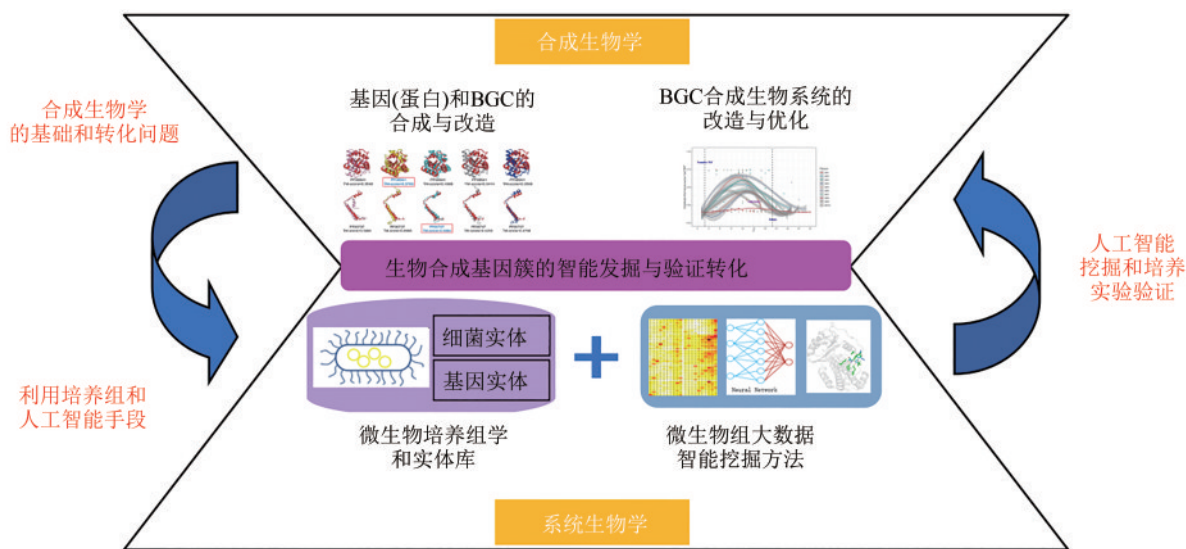 合成生物学
基因(蛋白)和BGC的
合成与改造
BGC合成生物系统的
改造与优化
合成生物学
的基础和转化问题
人工智能
挖掘和培养
实验验证
生物合成基因簇的智能发掘与验证转化
细菌实体
基因实体
Neural Network
利用培养组和
人工智能手段
微生物培养组学
和实体库
微生物组大数据
智能挖掘方法
系统生物学